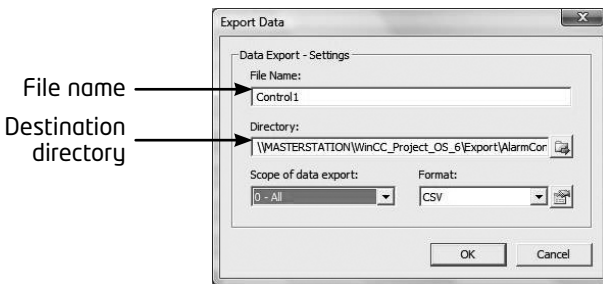 Export Data
Data Export - Settings
File Name:
File name
Control1
Destination
directory
Directory:
\\MASTERSTATION\WinCC_Project_OS_6\Export\AlarmCor
Scope of data export:
Format:
0 - All
CSV
OK
Cancel